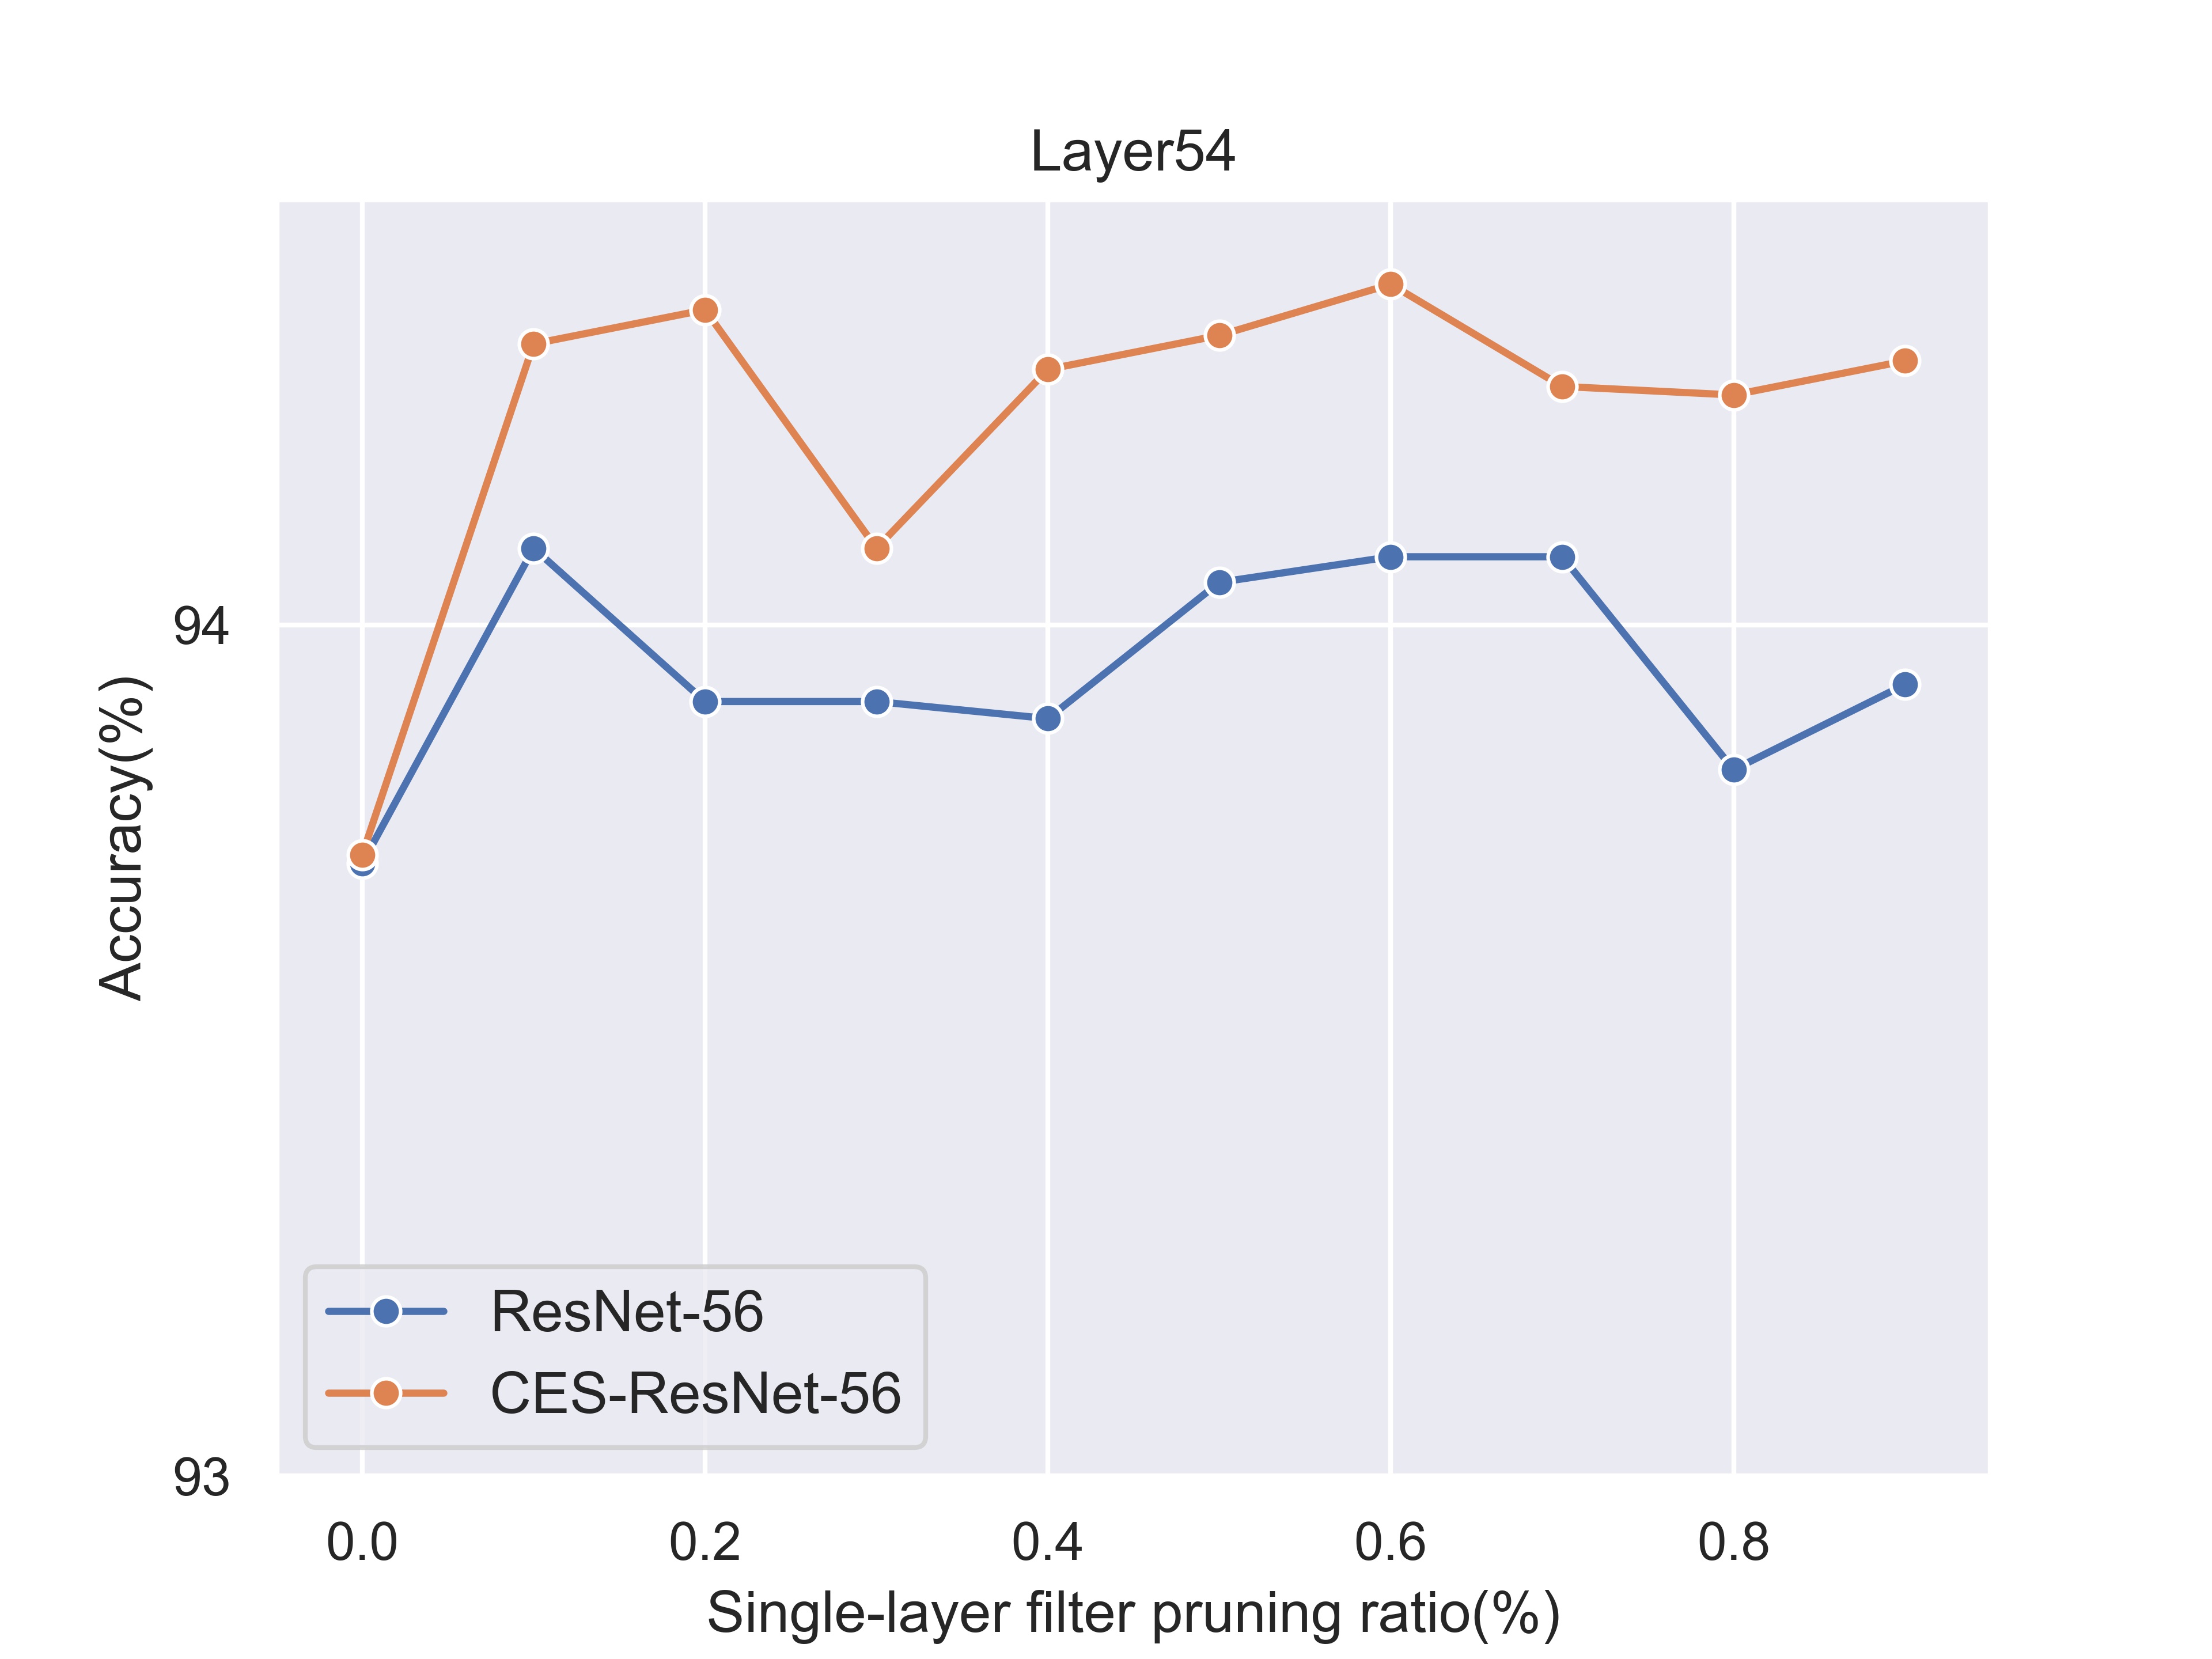 Layer54
Accuracy(%)
94
93
0.0 0.2 0.4 0.6 0.8
Single-layer filter pruning ratio(%)
ResNet-56
CES-ResNet-56